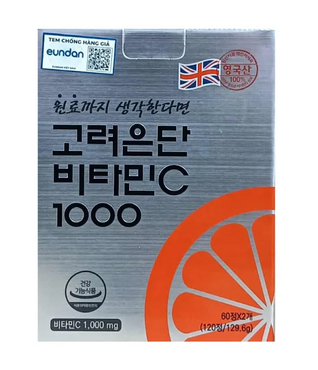 TEM CHỐNG HÀNG GIẢ
eundan
영국산
100%
원료까지 생각한다면
고려은단
비타민C
1000
건강
기능식품
비타민C 1,000 mg
60정X2개
(120정/129.6g)